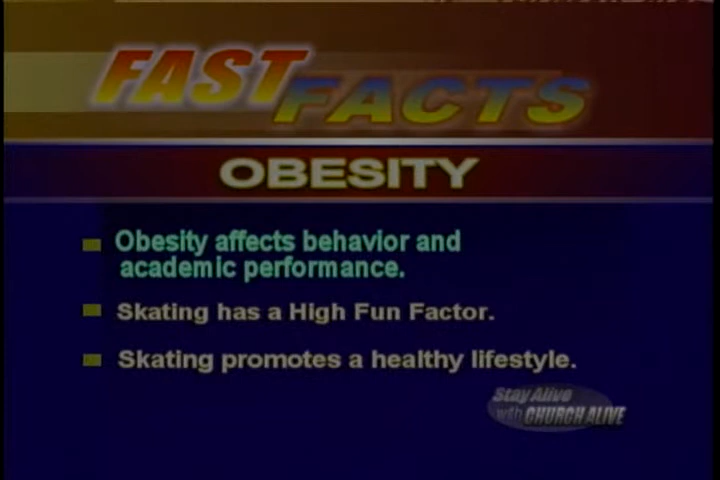 FAST
FACTS
OBESITY
Obesity affects behavior and
academic performance.
Skating has a High Fun Factor.
Skating promotes a healthy lifestyle.
Stay Alive
with CHURCH ALIVE